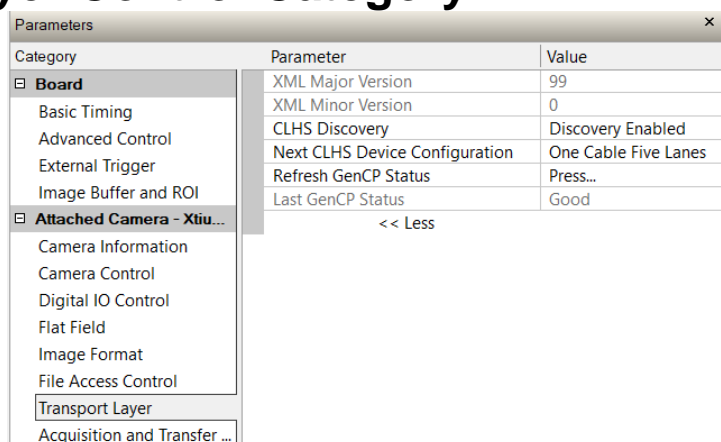 Control Category
Parameters ×
Category Parameter Value
Board XML Major Version 99
Basic Timing XML Minor Version 0
Advanced Control CLHS Discovery Discovery Enabled
External Trigger Next CLHS Device Configuration One Cable Five Lanes
Image Buffer and ROI Refresh GenCP Status Press...
Attached Camera - Xtiu... Last GenCP Status Good
<< Less
Camera Information
Camera Control
Digital IO Control
Flat Field
Image Format
File Access Control
Transport Layer
Acquisition and Transfer ...